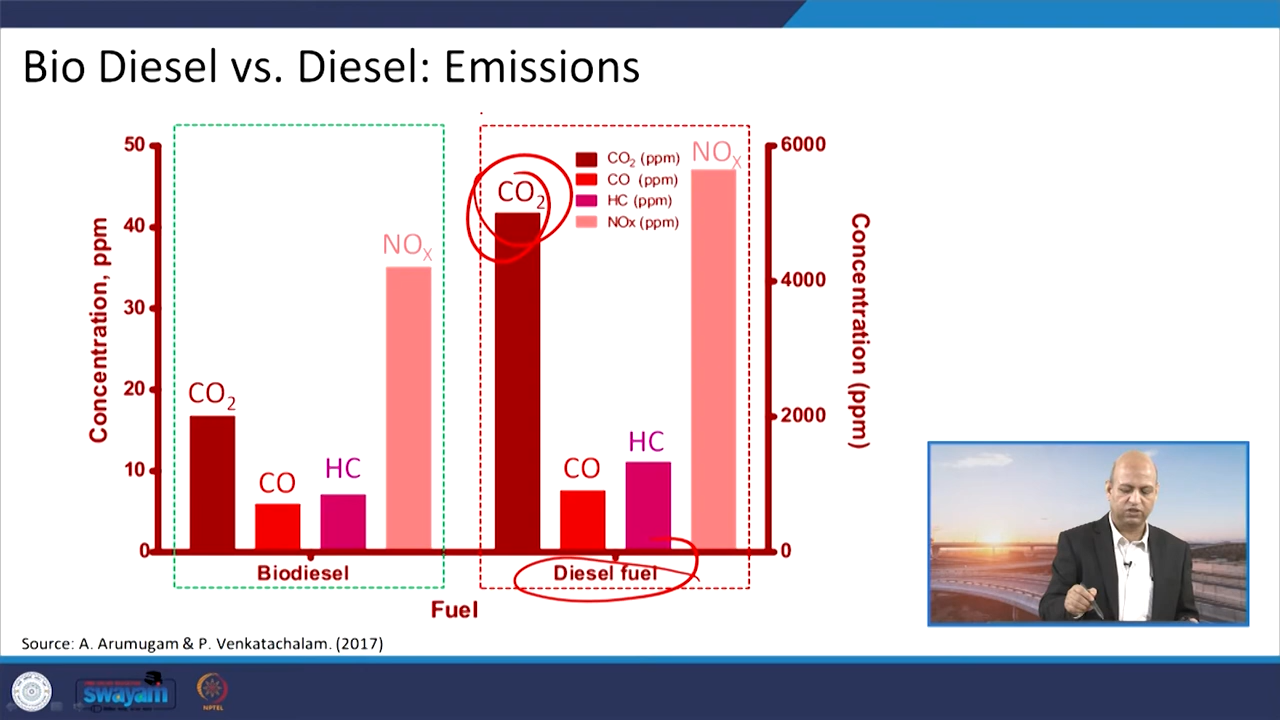 Bio Diesel vs. Diesel: Emissions
50
40
30
20
10
0
Concentration, ppm
CO2
CO
HC
NOX
CO2
CO
HC
NOX
CO2 (ppm)
CO (ppm)
HC (ppm)
NOx (ppm)
6000
4000
2000
0
Concentration (ppm)
Biodiesel
Diesel fuel
Fuel
Source: A. Arumugam & P. Venkatachalam. (2017)
swayam
NPTEL